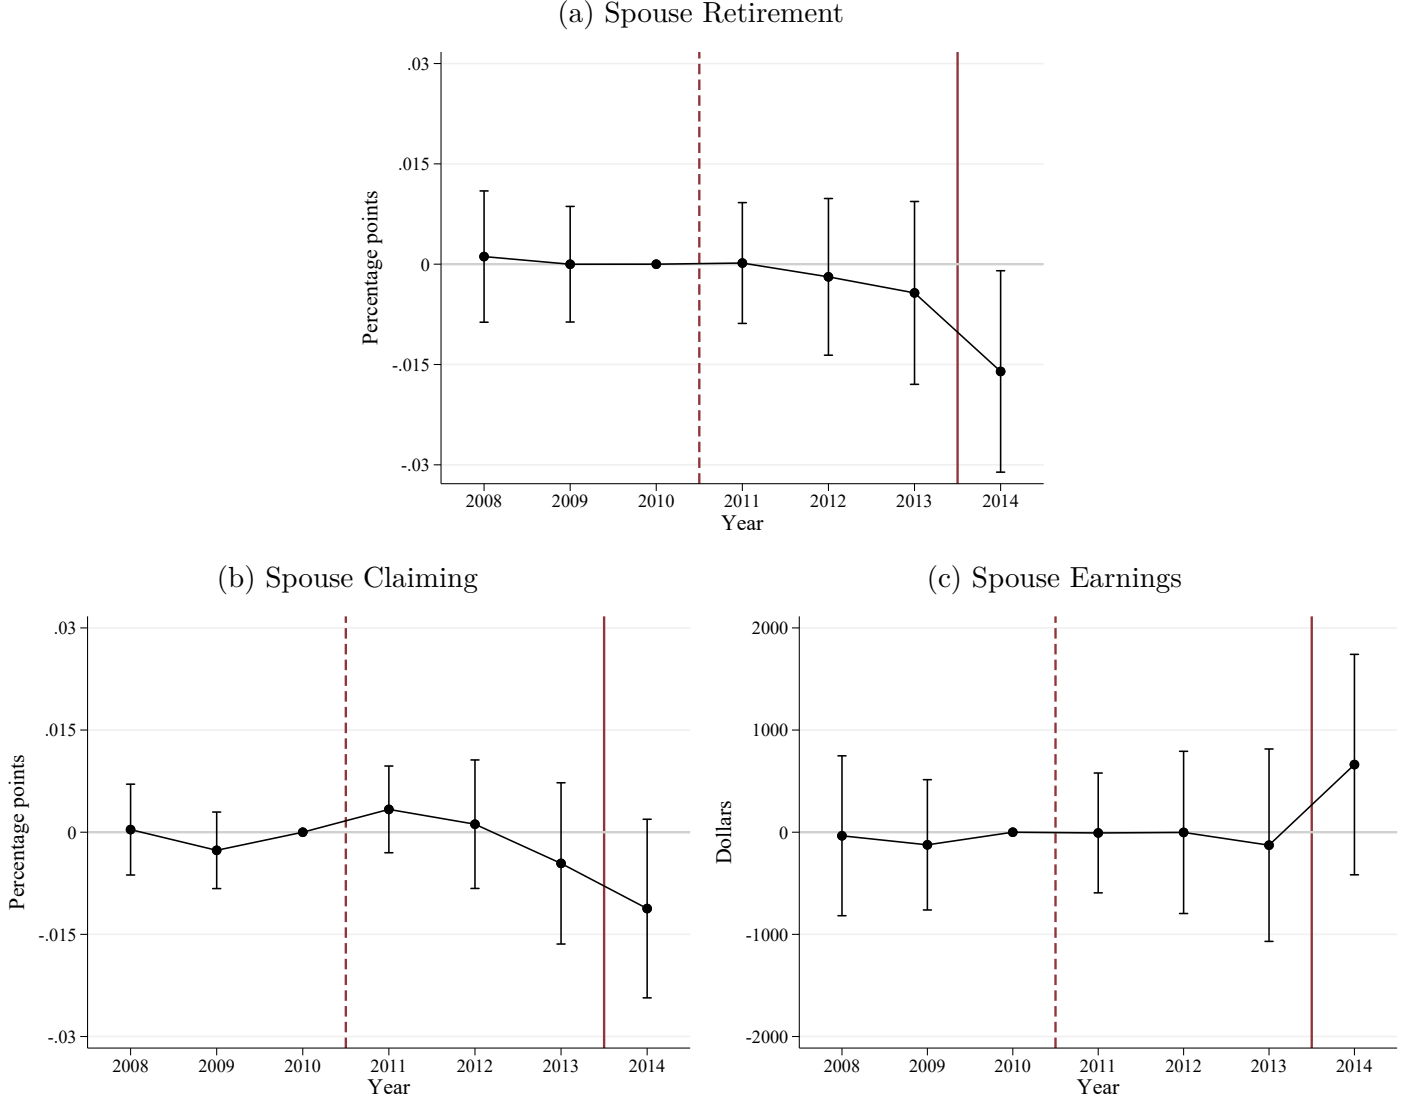 (a) Spouse Retirement
.03
.015
0
-.015
-.03
Percentage points
2008 2009 2010 2011 2012 2013 2014
Year
(b) Spouse Claiming
.03
.015
0
-.015
-.03
Percentage points
2008 2009 2010 2011 2012 2013 2014
Year
(c) Spouse Earnings
2000
1000
0
-1000
-2000
Dollars
2008 2009 2010 2011 2012 2013 2014
Year